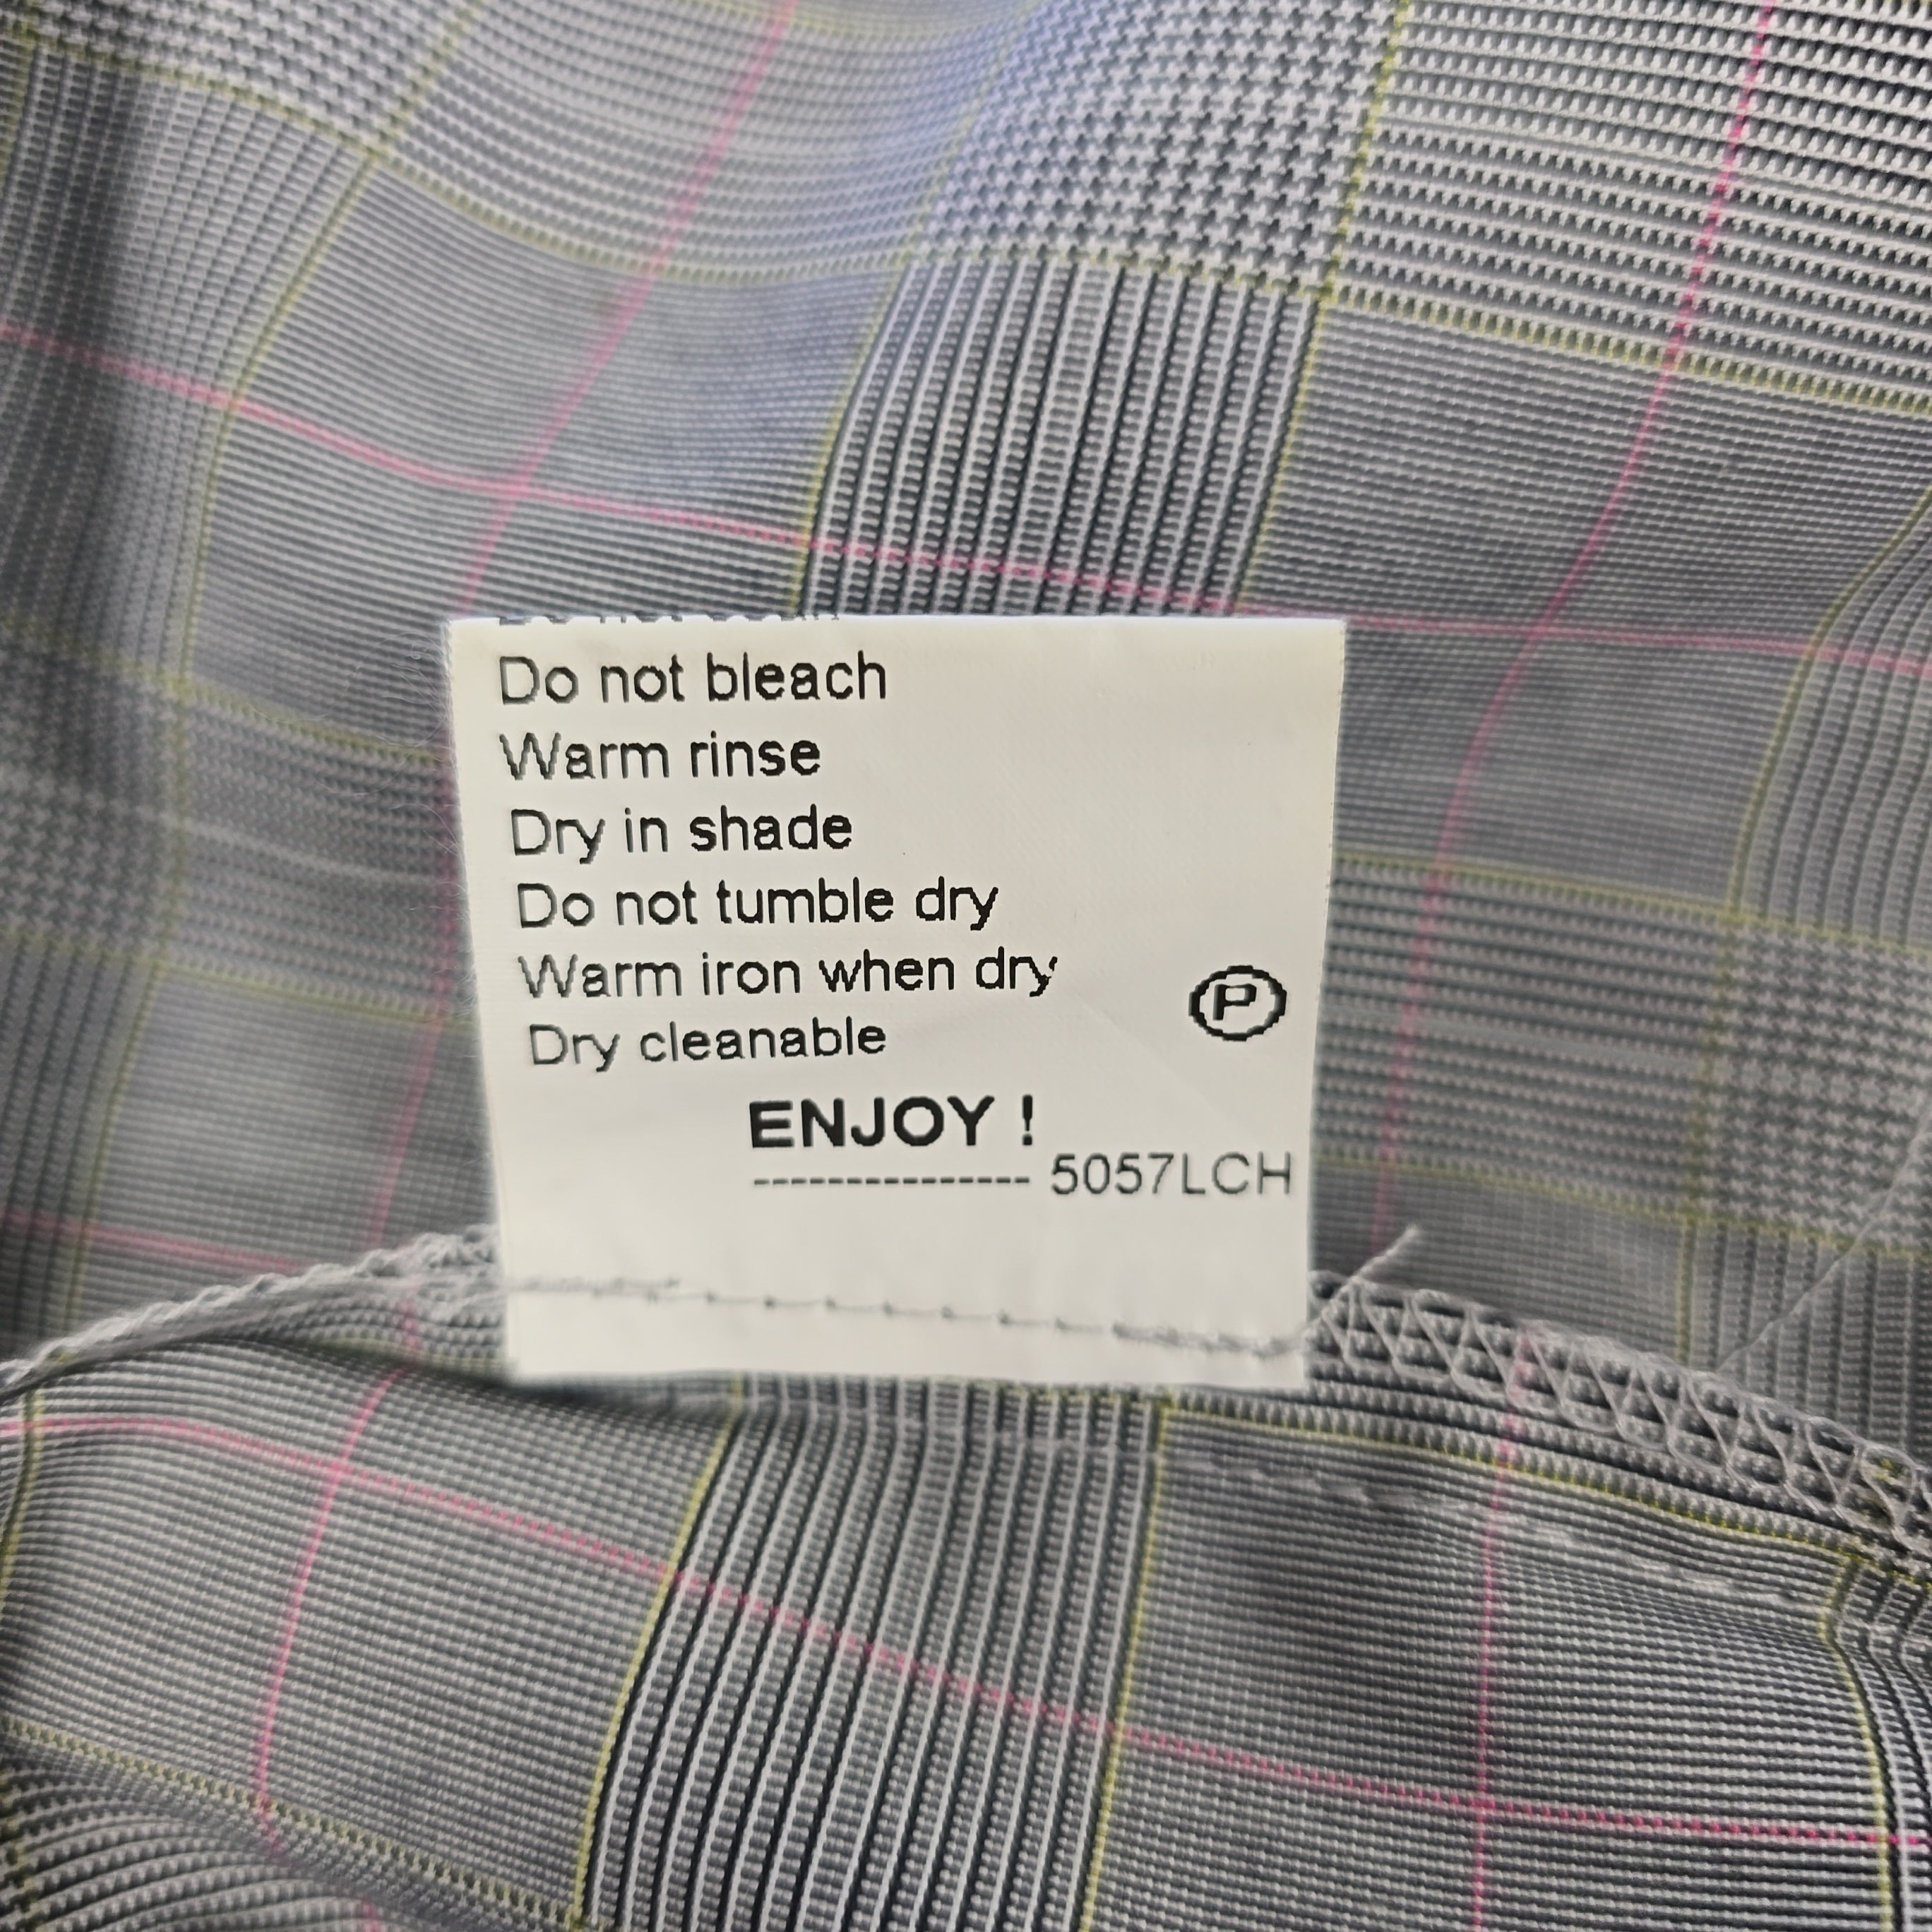 Do not bleach
Warm rinse
Dry in shade
Do not tumble dry
Warm iron when dry
P
Dry cleanable
ENJOY !
--------------- 5057LCH